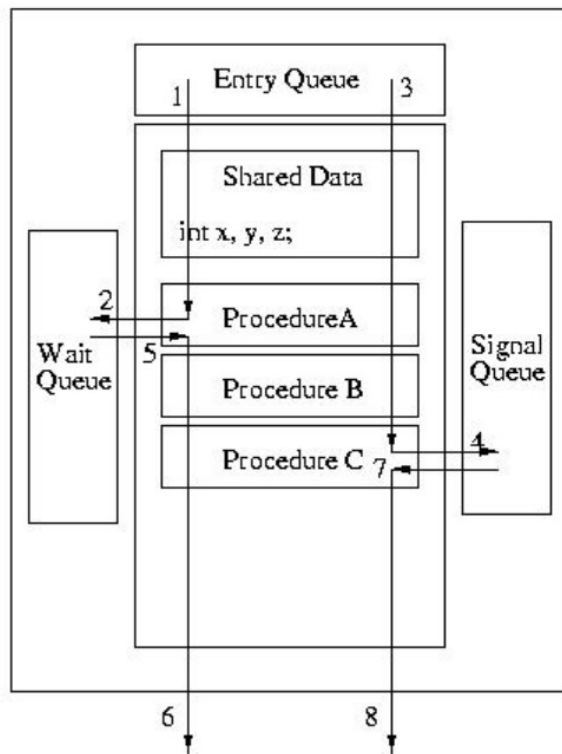 Entry Queue
1
3
Shared Data
int x, y, z;
2
ProcedureA
5
Wait
Queue
Signal
Queue
Procedure B
4
Procedure C
7
6
8